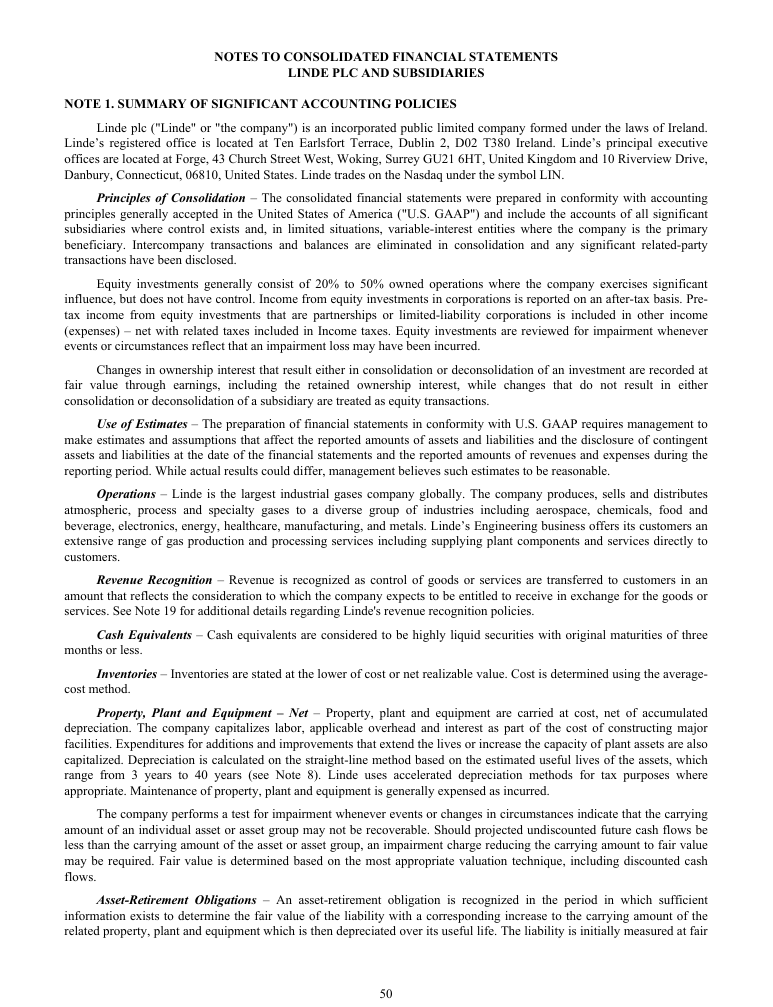 NOTES TO CONSOLIDATED FINANCIAL STATEMENTS
LINDE PLC AND SUBSIDIARIES
NOTE 1. SUMMARY OF SIGNIFICANT ACCOUNTING POLICIES
Linde plc ("Linde" or "the company") is an incorporated public limited company formed under the laws of Ireland.
Linde’s registered office is located at Ten Earlsfort Terrace, Dublin 2, D02 T380 Ireland. Linde’s principal executive
offices are located at Forge, 43 Church Street West, Woking, Surrey GU21 6HT, United Kingdom and 10 Riverview Drive,
Danbury, Connecticut, 06810, United States. Linde trades on the Nasdaq under the symbol LIN.
Principles of Consolidation – The consolidated financial statements were prepared in conformity with accounting
principles generally accepted in the United States of America ("U.S. GAAP") and include the accounts of all significant
subsidiaries where control exists and, in limited situations, variable-interest entities where the company is the primary
beneficiary. Intercompany transactions and balances are eliminated in consolidation and any significant related-party
transactions have been disclosed.
Equity investments generally consist of 20% to 50% owned operations where the company exercises significant
influence, but does not have control. Income from equity investments in corporations is reported on an after-tax basis. Pre-
tax income from equity investments that are partnerships or limited-liability corporations is included in other income
(expenses) – net with related taxes included in Income taxes. Equity investments are reviewed for impairment whenever
events or circumstances reflect that an impairment loss may have been incurred.
Changes in ownership interest that result either in consolidation or deconsolidation of an investment are recorded at
fair value through earnings, including the retained ownership interest, while changes that do not result in either
consolidation or deconsolidation of a subsidiary are treated as equity transactions.
Use of Estimates – The preparation of financial statements in conformity with U.S. GAAP requires management to
make estimates and assumptions that affect the reported amounts of assets and liabilities and the disclosure of contingent
assets and liabilities at the date of the financial statements and the reported amounts of revenues and expenses during the
reporting period. While actual results could differ, management believes such estimates to be reasonable.
Operations – Linde is the largest industrial gases company globally. The company produces, sells and distributes
atmospheric, process and specialty gases to a diverse group of industries including aerospace, chemicals, food and
beverage, electronics, energy, healthcare, manufacturing, and metals. Linde’s Engineering business offers its customers an
extensive range of gas production and processing services including supplying plant components and services directly to
customers.
Revenue Recognition – Revenue is recognized as control of goods or services are transferred to customers in an
amount that reflects the consideration to which the company expects to be entitled to receive in exchange for the goods or
services. See Note 19 for additional details regarding Linde's revenue recognition policies.
Cash Equivalents – Cash equivalents are considered to be highly liquid securities with original maturities of three
months or less.
Inventories – Inventories are stated at the lower of cost or net realizable value. Cost is determined using the average-
cost method.
Property, Plant and Equipment – Net – Property, plant and equipment are carried at cost, net of accumulated
depreciation. The company capitalizes labor, applicable overhead and interest as part of the cost of constructing major
facilities. Expenditures for additions and improvements that extend the lives or increase the capacity of plant assets are also
capitalized. Depreciation is calculated on the straight-line method based on the estimated useful lives of the assets, which
range from 3 years to 40 years (see Note 8). Linde uses accelerated depreciation methods for tax purposes where
appropriate. Maintenance of property, plant and equipment is generally expensed as incurred.
The company performs a test for impairment whenever events or changes in circumstances indicate that the carrying
amount of an individual asset or asset group may not be recoverable. Should projected undiscounted future cash flows be
less than the carrying amount of the asset or asset group, an impairment charge reducing the carrying amount to fair value
may be required. Fair value is determined based on the most appropriate valuation technique, including discounted cash
flows.
Asset-Retirement Obligations – An asset-retirement obligation is recognized in the period in which sufficient
information exists to determine the fair value of the liability with a corresponding increase to the carrying amount of the
related property, plant and equipment which is then depreciated over its useful life. The liability is initially measured at fair
50